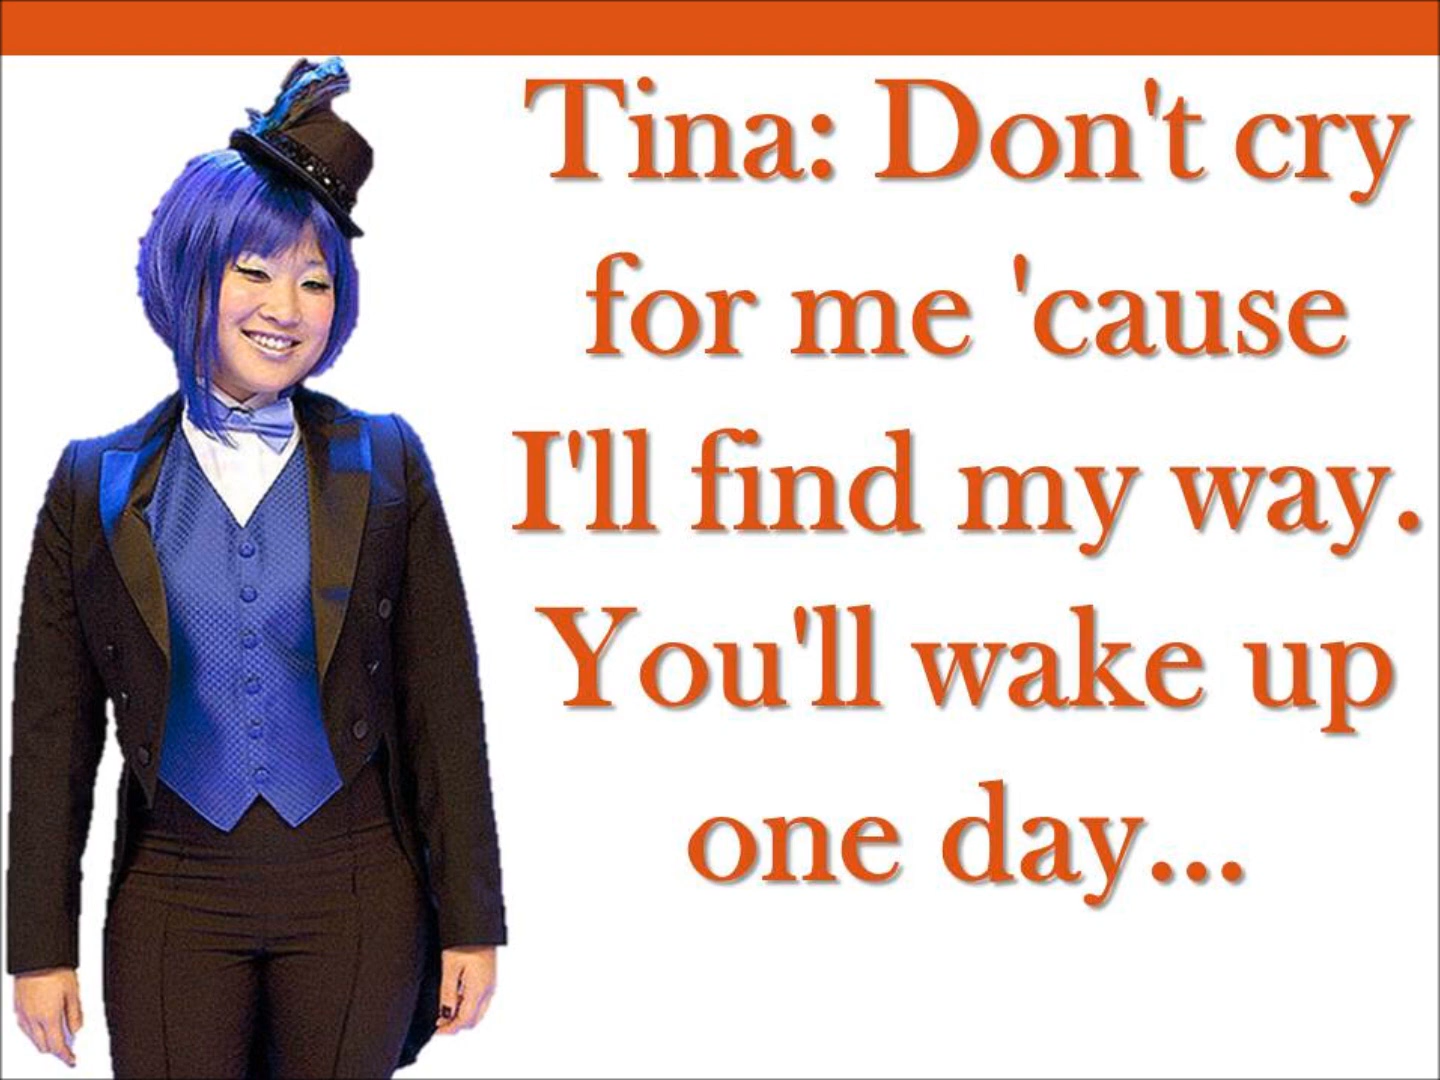 Tina: Don't cry
for me 'cause
I'll find my way.
You'll wake up
one day...